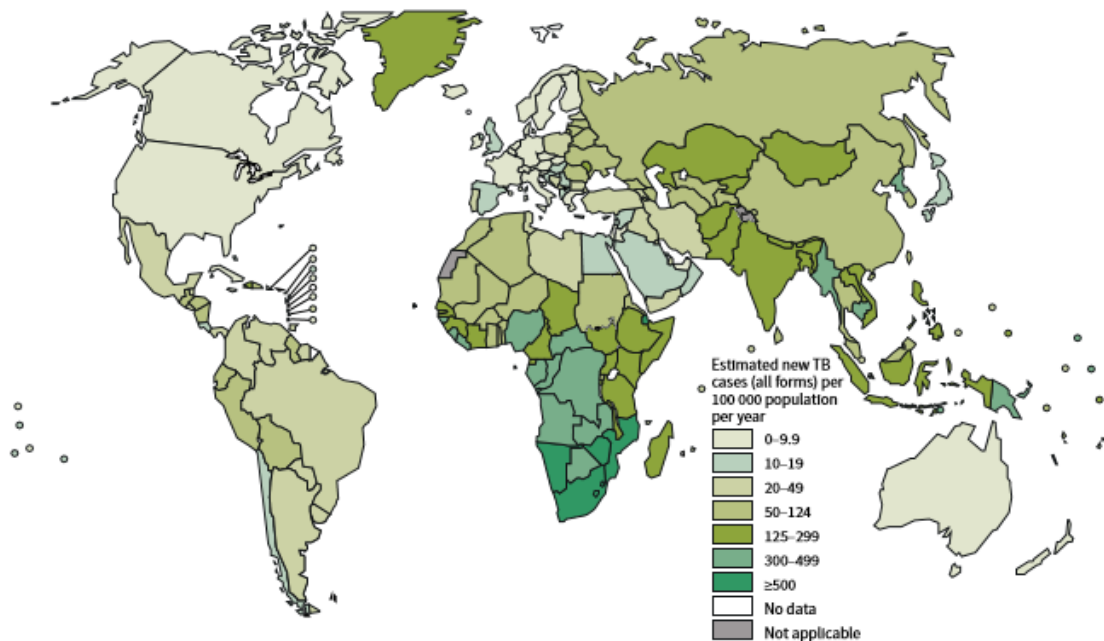 Estimated new TB
cases (all forms) per
100 000 population
per year
0–9.9
10–19
20–49
50–124
125–299
300–499
≥500
No data
Not applicable